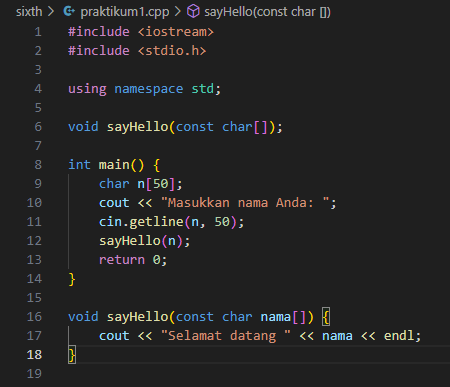 sixth > praktikum1.cpp > sayHello(const char [])
1 #include <iostream>
2 #include <stdio.h>
3
4 using namespace std;
5
6 void sayHello(const char[]);
7
8 int main() {
9     char n[50];
10     cout << "Masukkan nama Anda: ";
11     cin.getline(n, 50);
12     sayHello(n);
13     return 0;
14 }
15
16 void sayHello(const char nama[]) {
17     cout << "Selamat datang " << nama << endl;
18 }
19